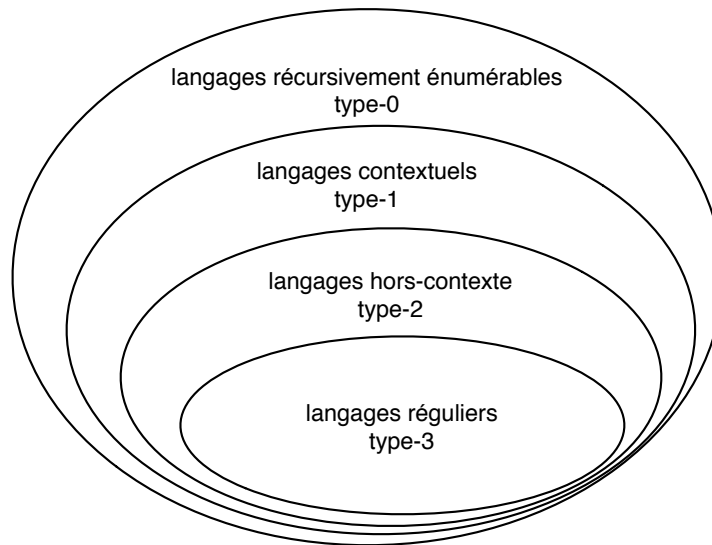 langages récursivement énumérables
type-0
langages contextuels
type-1
langages hors-contexte
type-2
langages réguliers
type-3